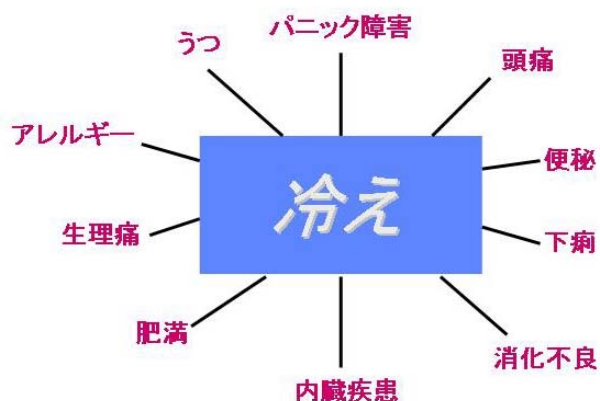 パニック障害
うつ
頭痛
アレルギー
便秘
冷え
生理痛
下痢
肥満
消化不良
内臓疾患